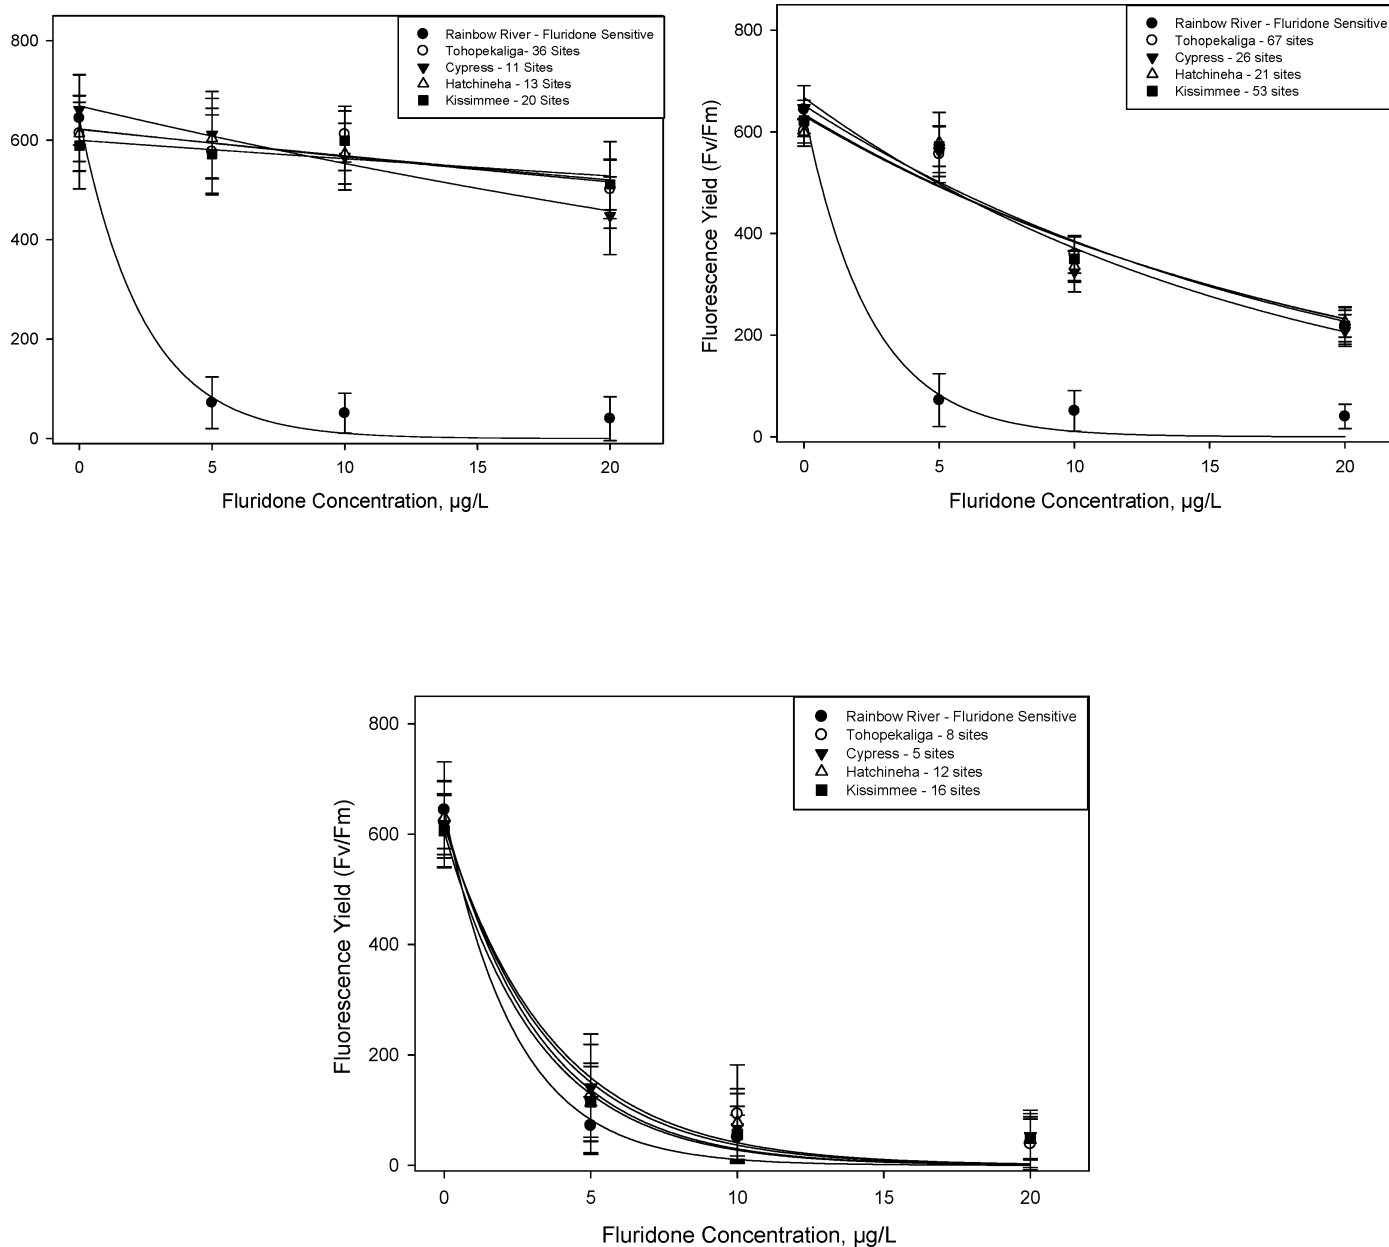 800
600
400
200
0
0 5 10 15 20
Fluridone Concentration, µg/L
Rainbow River - Fluridone Sensitive
Tohopekaliga- 36 Sites
Cypress - 11 Sites
Hatchineha - 13 Sites
Kissimmee - 20 Sites
Fluorescence Yield (Fv/Fm)
800
600
400
200
0
0 5 10 15 20
Fluridone Concentration, µg/L
Rainbow River - Fluridone Sensitive
Tohopekaliga - 67 sites
Cypress - 26 sites
Hatchineha - 21 sites
Kissimmee - 53 sites
Fluorescence Yield (Fv/Fm)
800
600
400
200
0
0 5 10 15 20
Fluridone Concentration, µg/L
Rainbow River - Fluridone Sensitive
Tohopekaliga - 8 sites
Cypress - 5 sites
Hatchineha - 12 sites
Kissimmee - 16 sites